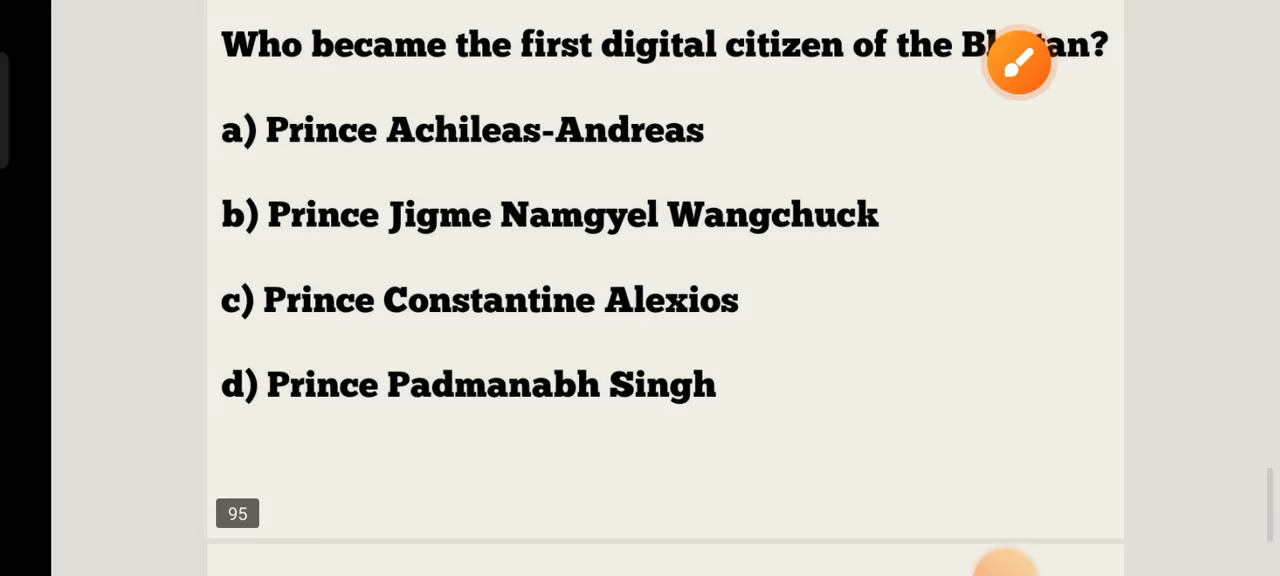 Who became the first digital citizen of the
a) Prince Achileas-Andreas
b) Prince Jigme Namgyel Wangchuck
c) Prince Constantine Alexios
d) Prince Padmanabh Singh
95